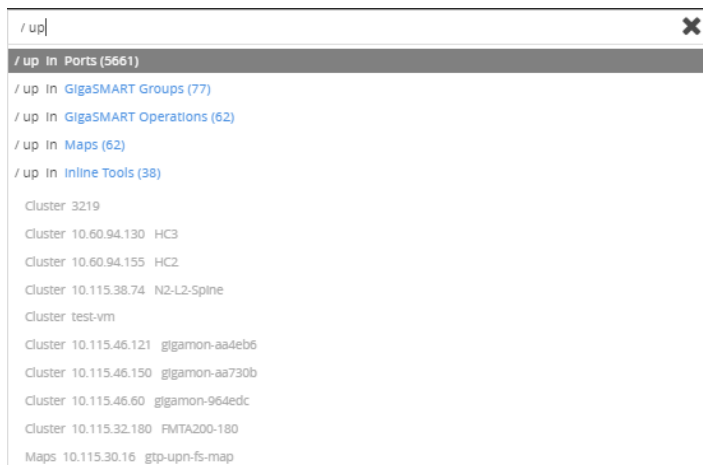 / up
/ up In Ports (5661)
/ up In GigaSMART Groups (77)
/ up In GigaSMART Operations (62)
/ up In Maps (62)
/ up In Inline Tools (38)
Cluster 3219
Cluster 10.60.94.130 HC3
Cluster 10.60.94.155 HC2
Cluster 10.115.38.74 N2-L2-Spine
Cluster test-vm
Cluster 10.115.46.121 gigamon-aa4eb6
Cluster 10.115.46.150 gigamon-aa730b
Cluster 10.115.46.60 gigamon-964edc
Cluster 10.115.32.180 FMTA200-180
Maps 10.115.30.16 gtp-upn-fs-map